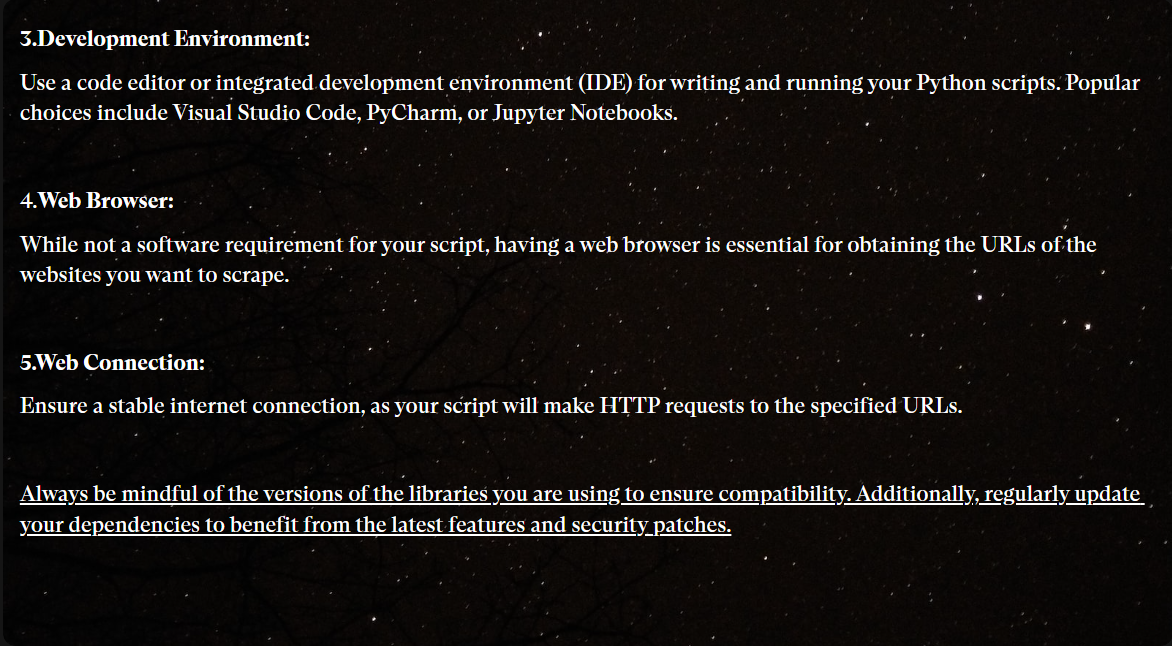 3.Development Environment:
Use a code editor or integrated development environment (IDE) for writing and running your Python scripts. Popular
choices include Visual Studio Code, PyCharm, or Jupyter Notebooks.
4.Web Browser:
While not a software requirement for your script, having a web browser is essential for obtaining the URLs of the
websites you want to scrape.
5.Web Connection:
Ensure a stable internet connection, as your script will make HTTP requests to the specified URLs.
Always be mindful of the versions of the libraries you are using to ensure compatibility. Additionally, regularly update
your dependencies to benefit from the latest features and security patches.